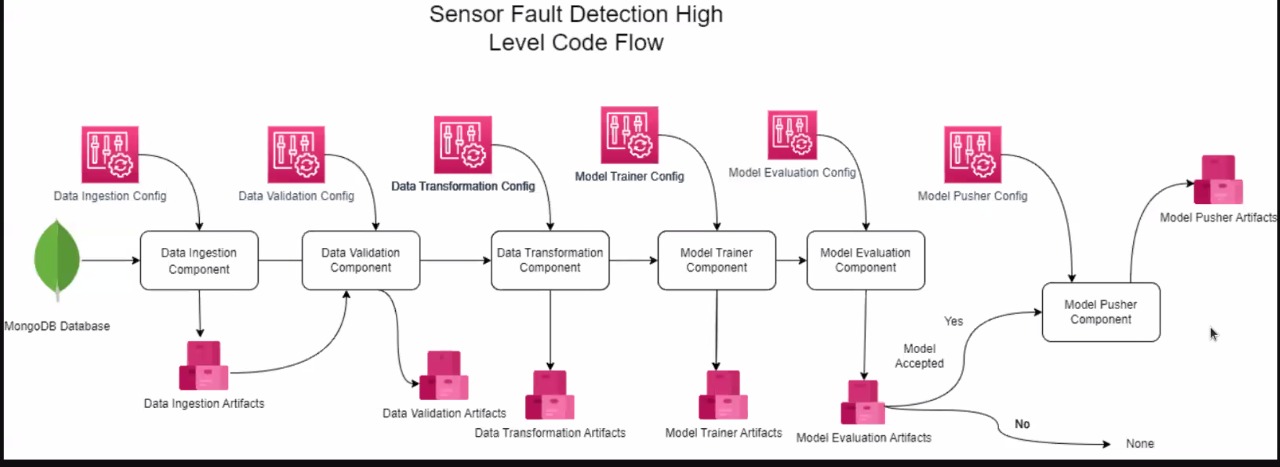 Sensor Fault Detection High
Level Code Flow
Data Ingestion Config
Data Validation Config
Data Transformation Config
Model Trainer Config
Model Evaluation Config
Model Pusher Config
Model Pusher Artifacts
MongoDB Database
Data Ingestion
Component
Data Validation
Component
Data Transformation
Component
Model Trainer
Component
Model Evaluation
Component
Model Pusher
Component
Yes
Model
Accepted
No
None
Data Ingestion Artifacts
Data Validation Artifacts
Data Transformation Artifacts
Model Trainer Artifacts
Model Evaluation Artifacts